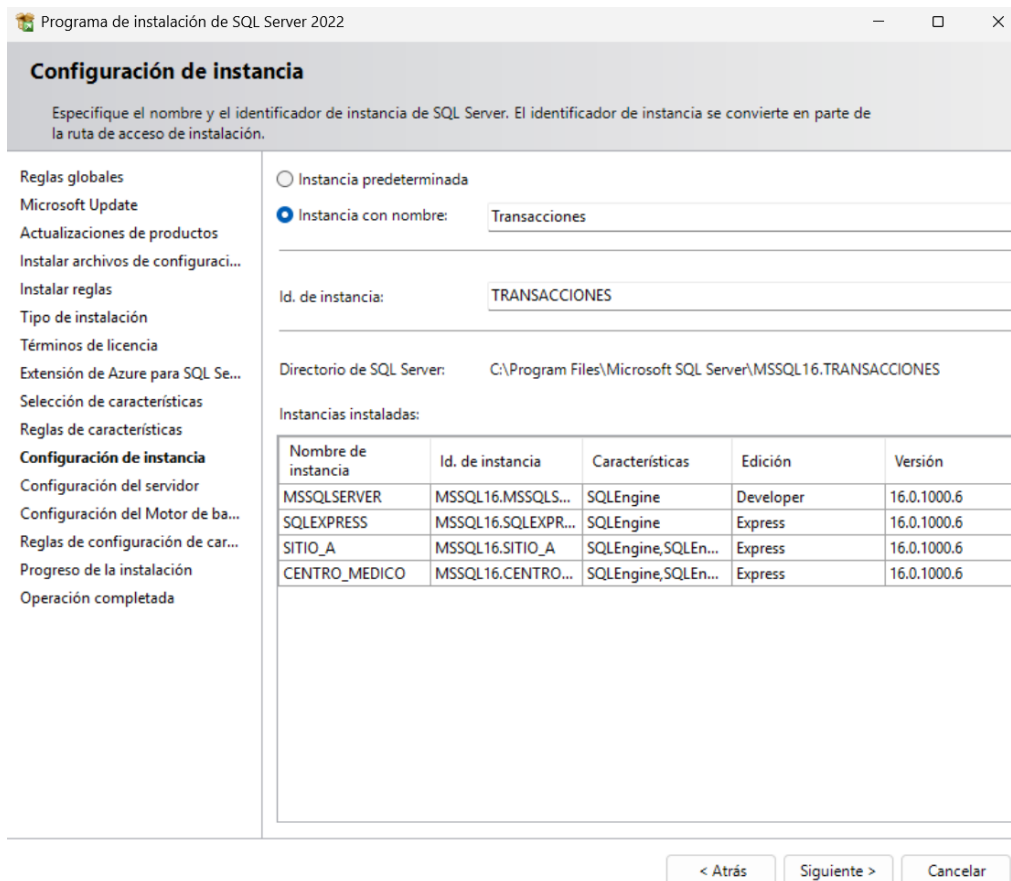 Programa de instalación de SQL Server 2022
Configuración de instancia
Especifique el nombre y el identificador de instancia de SQL Server. El identificador de instancia se convierte en parte de
la ruta de acceso de instalación.
Reglas globales
Microsoft Update
Actualizaciones de productos
Instalar archivos de configuraci...
Instalar reglas
Tipo de instalación
Términos de licencia
Extensión de Azure para SQL Se...
Selección de características
Reglas de características
Configuración de instancia
Configuración del servidor
Configuración del Motor de ba...
Reglas de configuración de car...
Progreso de la instalación
Operación completada
Instancia predeterminada
Instancia con nombre: Transacciones
Id. de instancia: TRANSACCIONES
Directorio de SQL Server: C:\Program Files\Microsoft SQL Server\MSSQL16.TRANSACCIONES
Instancias instaladas:
Nombre de
instancia Id. de instancia Características Edición Versión
MSSQLSERVER MSSQL16.MSSQLS... SQLEngine Developer 16.0.1000.6
SQLEXPRESS MSSQL16.SQLEXPR... SQLEngine Express 16.0.1000.6
SITIO_A MSSQL16.SITIO_A SQLEngine,SQLEn... Express 16.0.1000.6
CENTRO_MEDICO MSSQL16.CENTRO... SQLEngine,SQLEn... Express 16.0.1000.6
< Atrás Siguiente > Cancelar